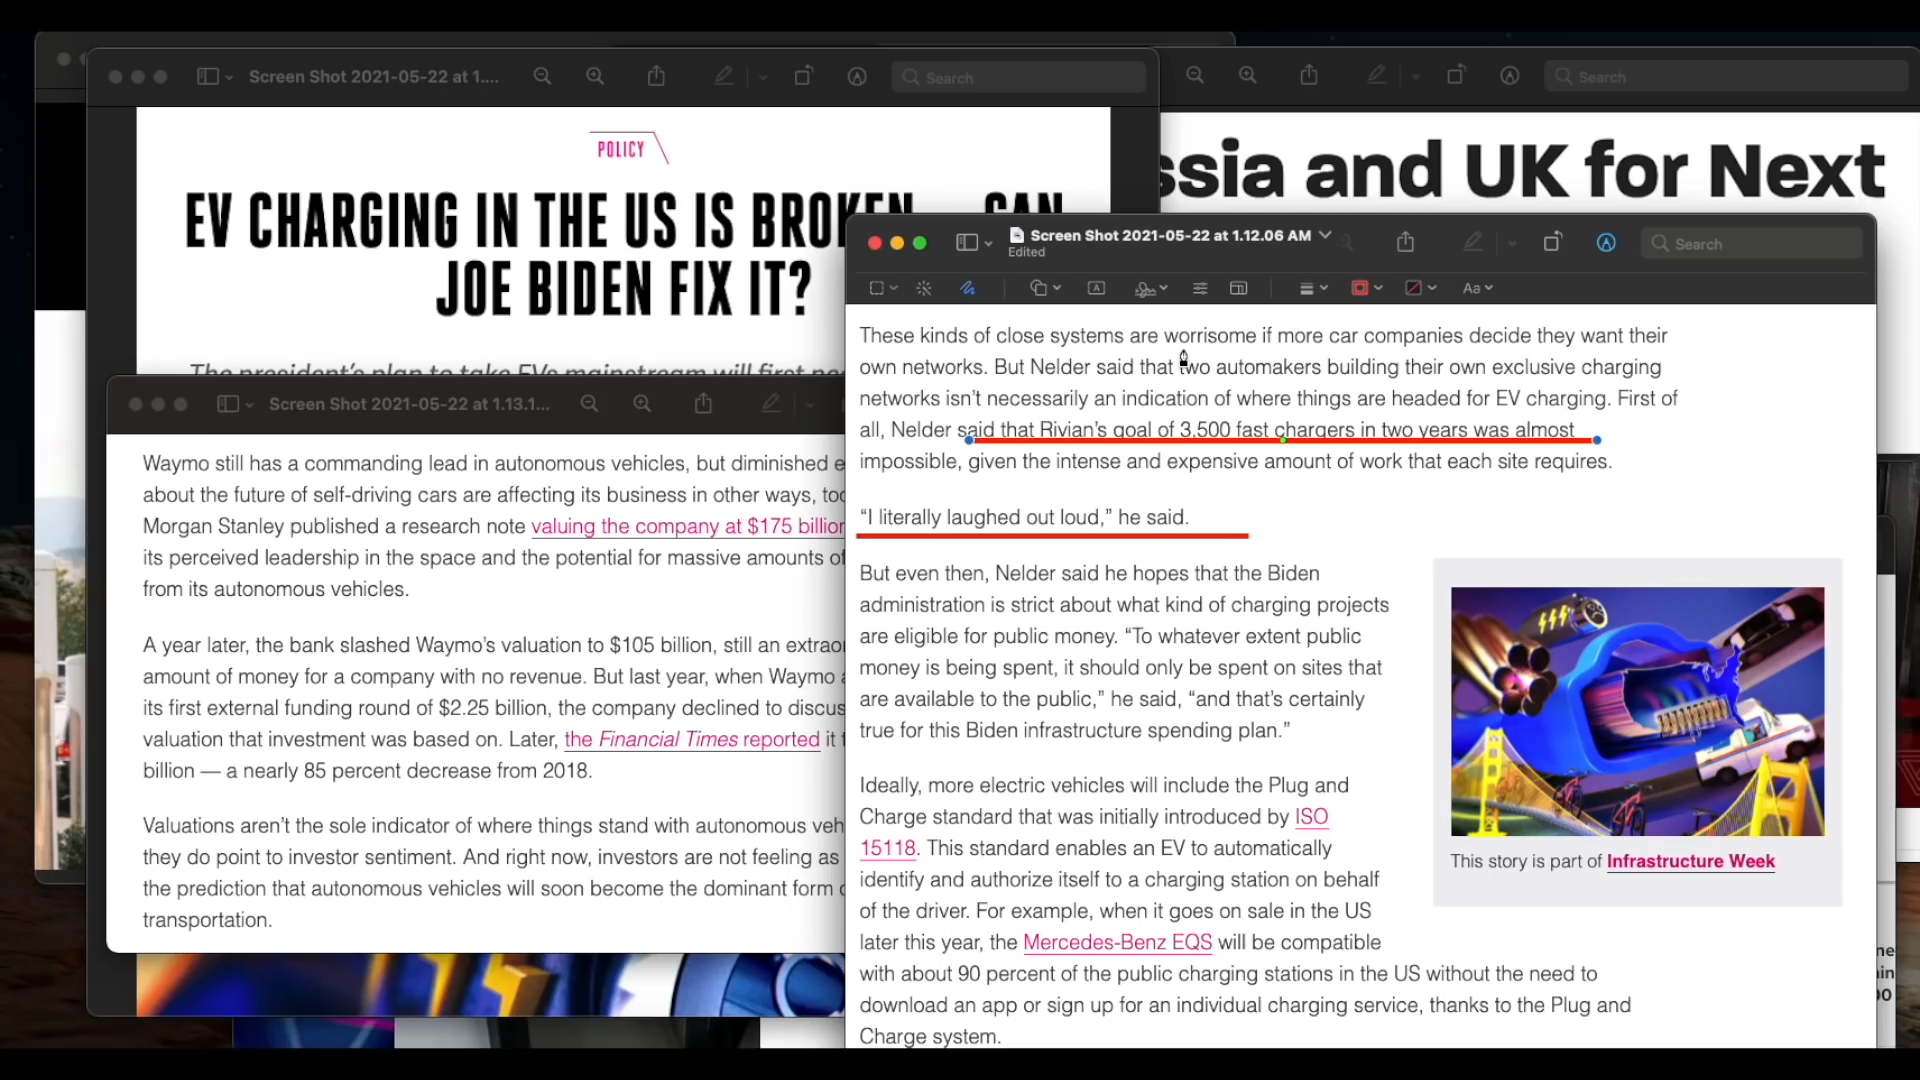 Screen Shot 2021-05-22 at 1....
Search
Search
POLICY
EV CHARGING IN THE US IS BROKEN
JOE BIDEN FIX IT?
The president's plan to take EVs mainstream will first
ssia and UK for Next
Screen Shot 2021-05-22 at 1.13.1...
Waymo still has a commanding lead in autonomous vehicles, but diminished
about the future of self-driving cars are affecting its business in other ways,
Morgan Stanley published a research note valuing the company at $175 billion
its perceived leadership in the space and the potential for massive amounts of
from its autonomous vehicles.
A year later, the bank slashed Waymo's valuation to $105 billion, still an
amount of money for a company with no revenue. But last year, when Waymo
its first external funding round of $2.25 billion, the company declined to
valuation that investment was based on. Later, the Financial Times reported it
billion — a nearly 85 percent decrease from 2018.
Valuations aren't the sole indicator of where things stand with autonomous
they do point to investor sentiment. And right now, investors are not feeling as
the prediction that autonomous vehicles will soon become the dominant form
transportation.
Screen Shot 2021-05-22 at 1.12.06 AM
Edited
Search
Aa
These kinds of close systems are worrisome if more car companies decide they want their
own networks. But Nelder said that two automakers building their own exclusive charging
networks isn't necessarily an indication of where things are headed for EV charging. First of
all, Nelder said that Rivian's goal of 3,500 fast chargers in two years was almost
impossible, given the intense and expensive amount of work that each site requires.
“I literally laughed out loud,” he said.
But even then, Nelder said he hopes that the Biden
administration is strict about what kind of charging projects
are eligible for public money. “To whatever extent public
money is being spent, it should only be spent on sites that
are available to the public,” he said, “and that's certainly
true for this Biden infrastructure spending plan.”
Ideally, more electric vehicles will include the Plug and
Charge standard that was initially introduced by ISO
15118. This standard enables an EV to automatically
identify and authorize itself to a charging station on behalf
of the driver. For example, when it goes on sale in the US
later this year, the Mercedes-Benz EQS will be compatible
with about 90 percent of the public charging stations in the US without the need to
download an app or sign up for an individual charging service, thanks to the Plug and
Charge system.
This story is part of Infrastructure Week